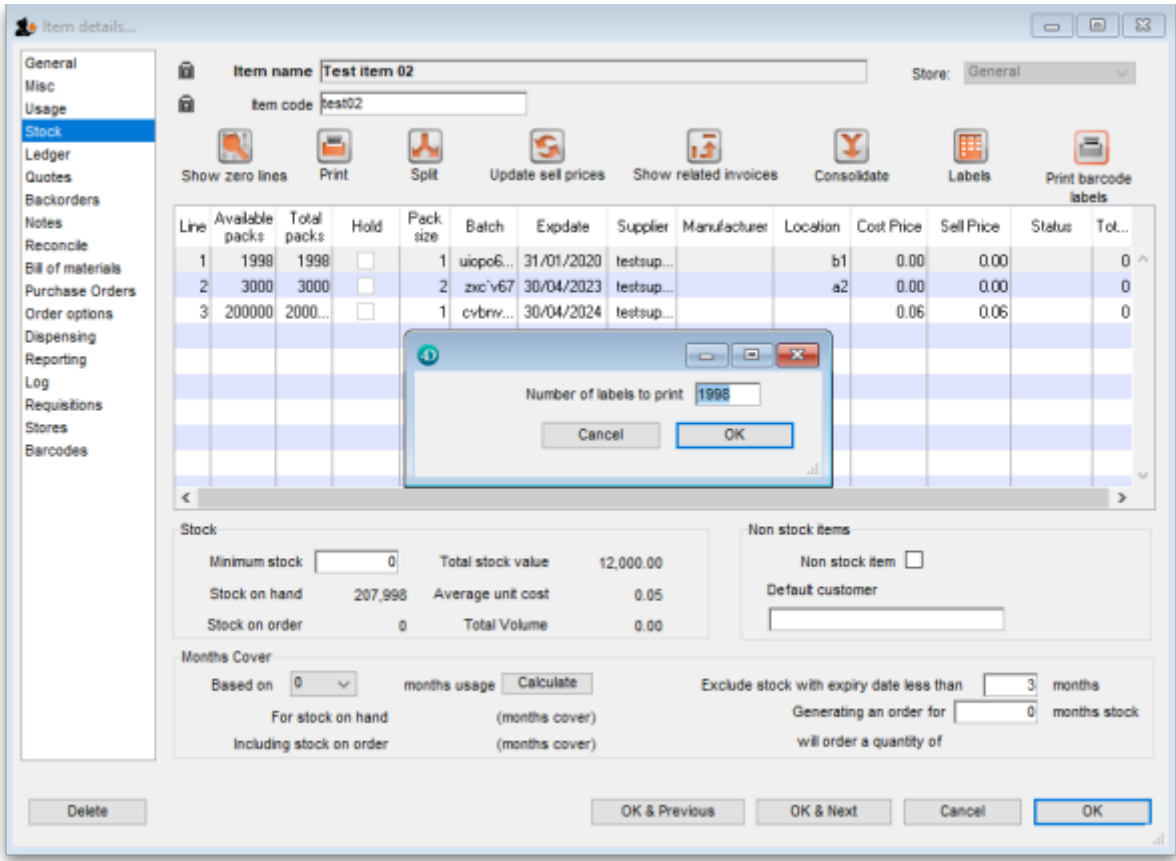 Item details...
General
Misc
Usage
Stock
Ledger
Quotes
Backorders
Notes
Reconcile
Bill of materials
Purchase Orders
Order options
Dispensing
Reporting
Log
Requisitions
Stores
Barcodes
Item name Test item 02 Store: General
Item code test02
Show zero lines Print Split Update sell prices Show related invoices Consolidate Labels Print barcode labels
Line Available packs Total packs Hold Pack size Batch Expdate Supplier Manufacturer Location Cost Price Sell Price Status Tot...
1 1998 1998 1 uiopo6... 31/01/2020 testsup... b1 0.00 0.00 0
2 3000 3000 2 zxc`v67 30/04/2023 testsup... a2 0.00 0.00 0
3 200000 2000... 1 cvbnv... 30/04/2024 testsup... 0.06 0.06 0
4D
Number of labels to print 1998
Cancel OK
Stock
Minimum stock 0 Total stock value 12,000.00
Stock on hand 207,998 Average unit cost 0.05
Stock on order 0 Total Volume 0.00
Non stock items
Non stock item
Default customer
Months Cover
Based on 0 months usage Calculate Exclude stock with expiry date less than 3 months
For stock on hand (months cover) Generating an order for 0 months stock
Including stock on order (months cover) will order a quantity of
Delete OK & Previous OK & Next Cancel OK